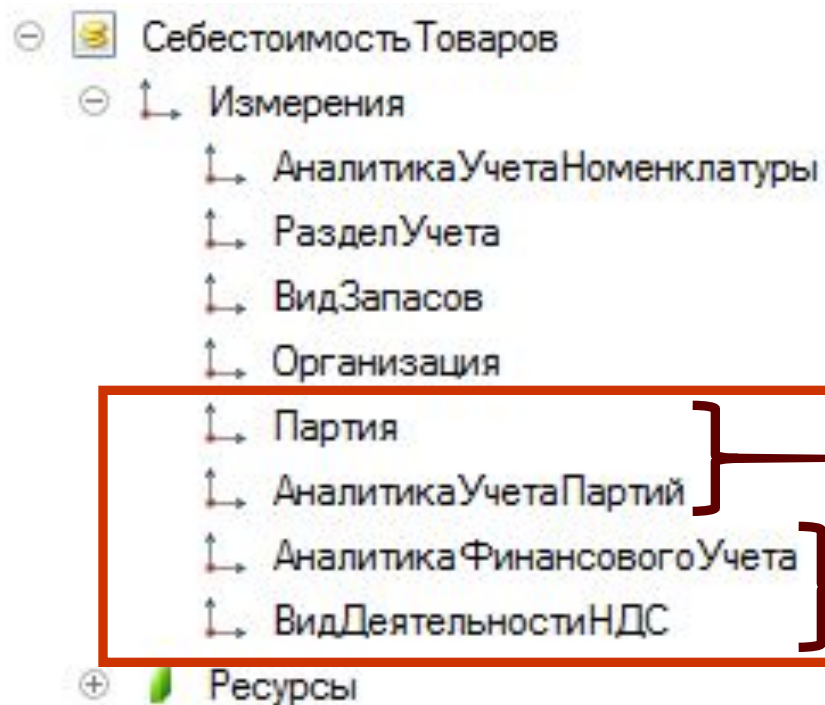 СебестоимостьТоваров
Измерения
АналитикаУчетаНоменклатуры
РазделУчета
ВидЗапасов
Организация
Партия
АналитикаУчетаПартий
АналитикаФинансовогоУчета
ВидДеятельностиНДС
Ресурсы